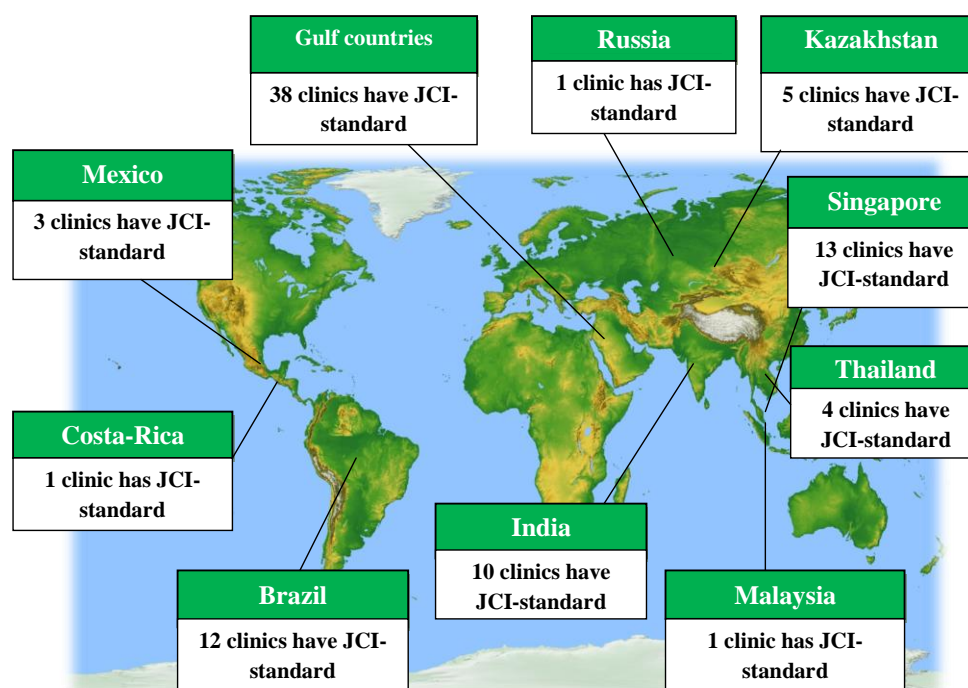 Gulf countries
38 clinics have JCI-
standard
Russia
1 clinic has JCI-
standard
Kazakhstan
5 clinics have JCI-
standard
Mexico
3 clinics have JCI-
standard
Singapore
13 clinics have
JCI-standard
Thailand
4 clinics have
JCI-standard
Costa-Rica
1 clinic has JCI-
standard
India
10 clinics have
JCI-standard
Brazil
12 clinics have JCI-
standard
Malaysia
1 clinic has JCI-
standard